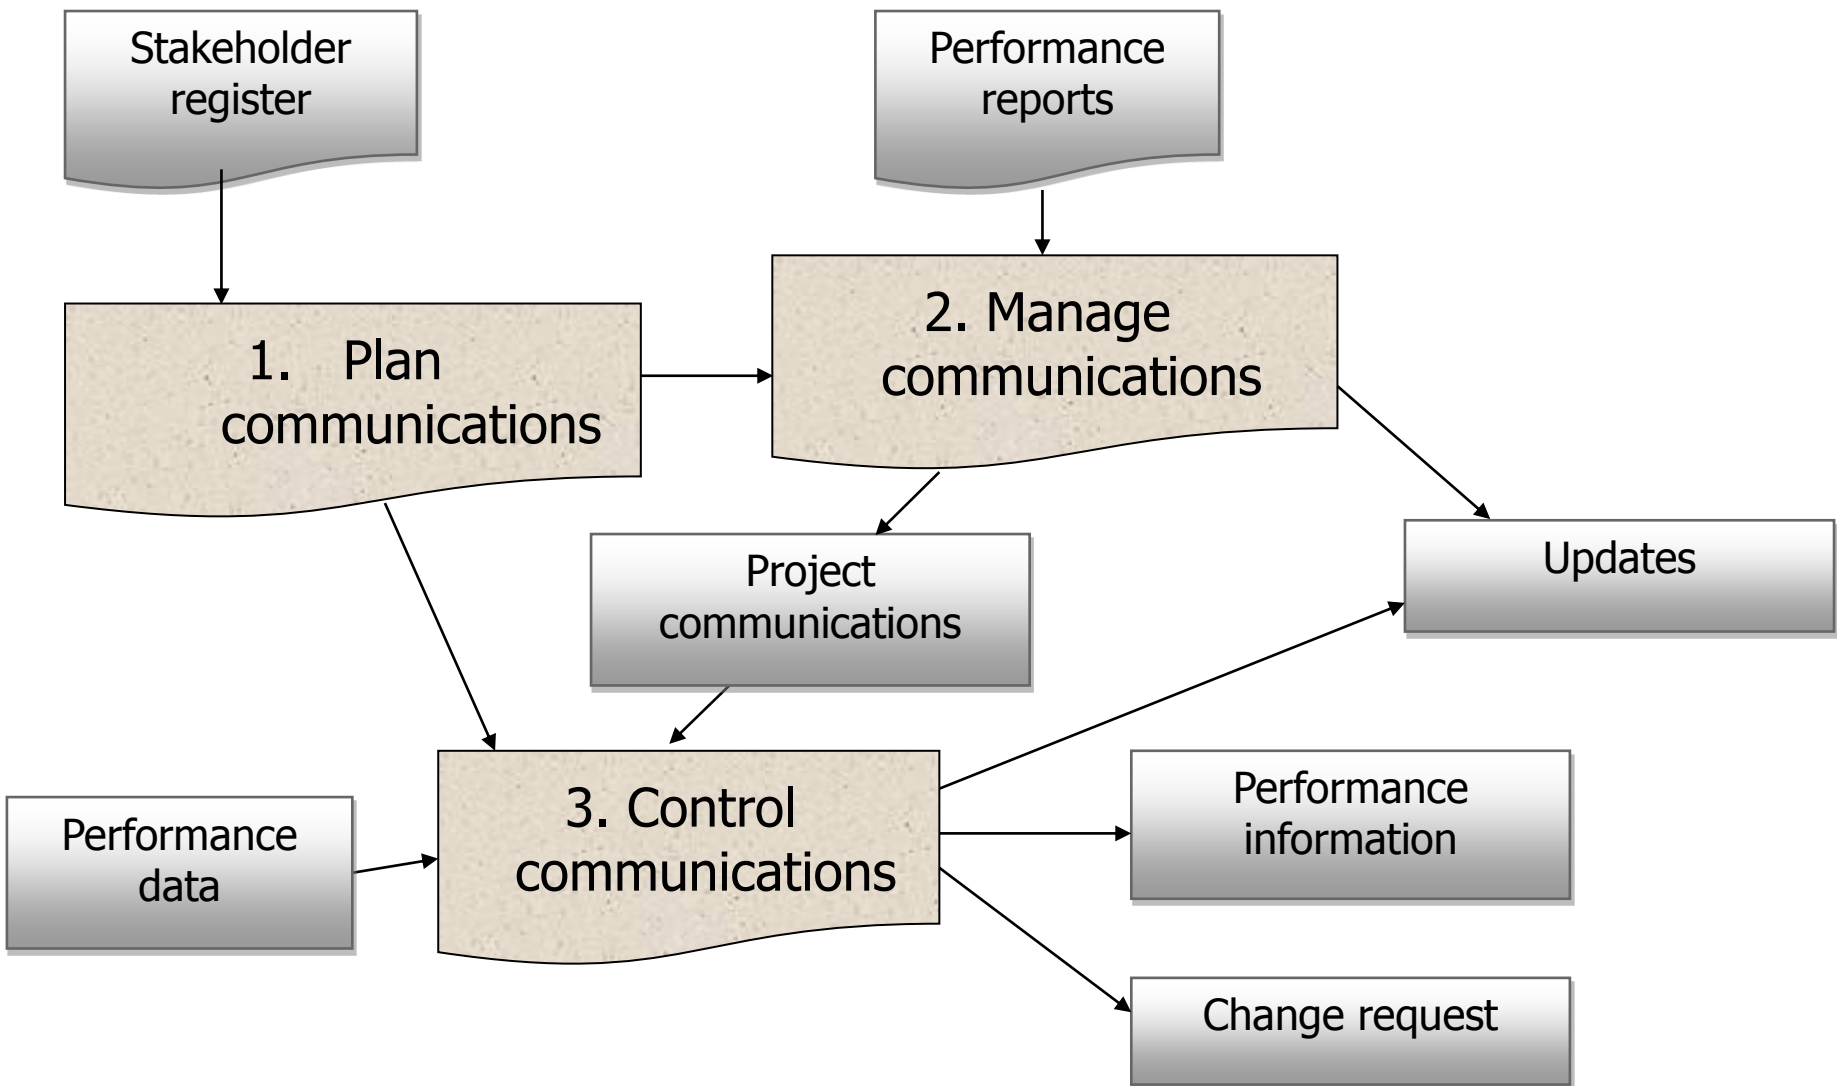 Stakeholder
register
Performance
reports
1. Plan
communications
2. Manage
communications
Project
communications
Updates
Performance
data
3. Control
communications
Performance
information
Change request